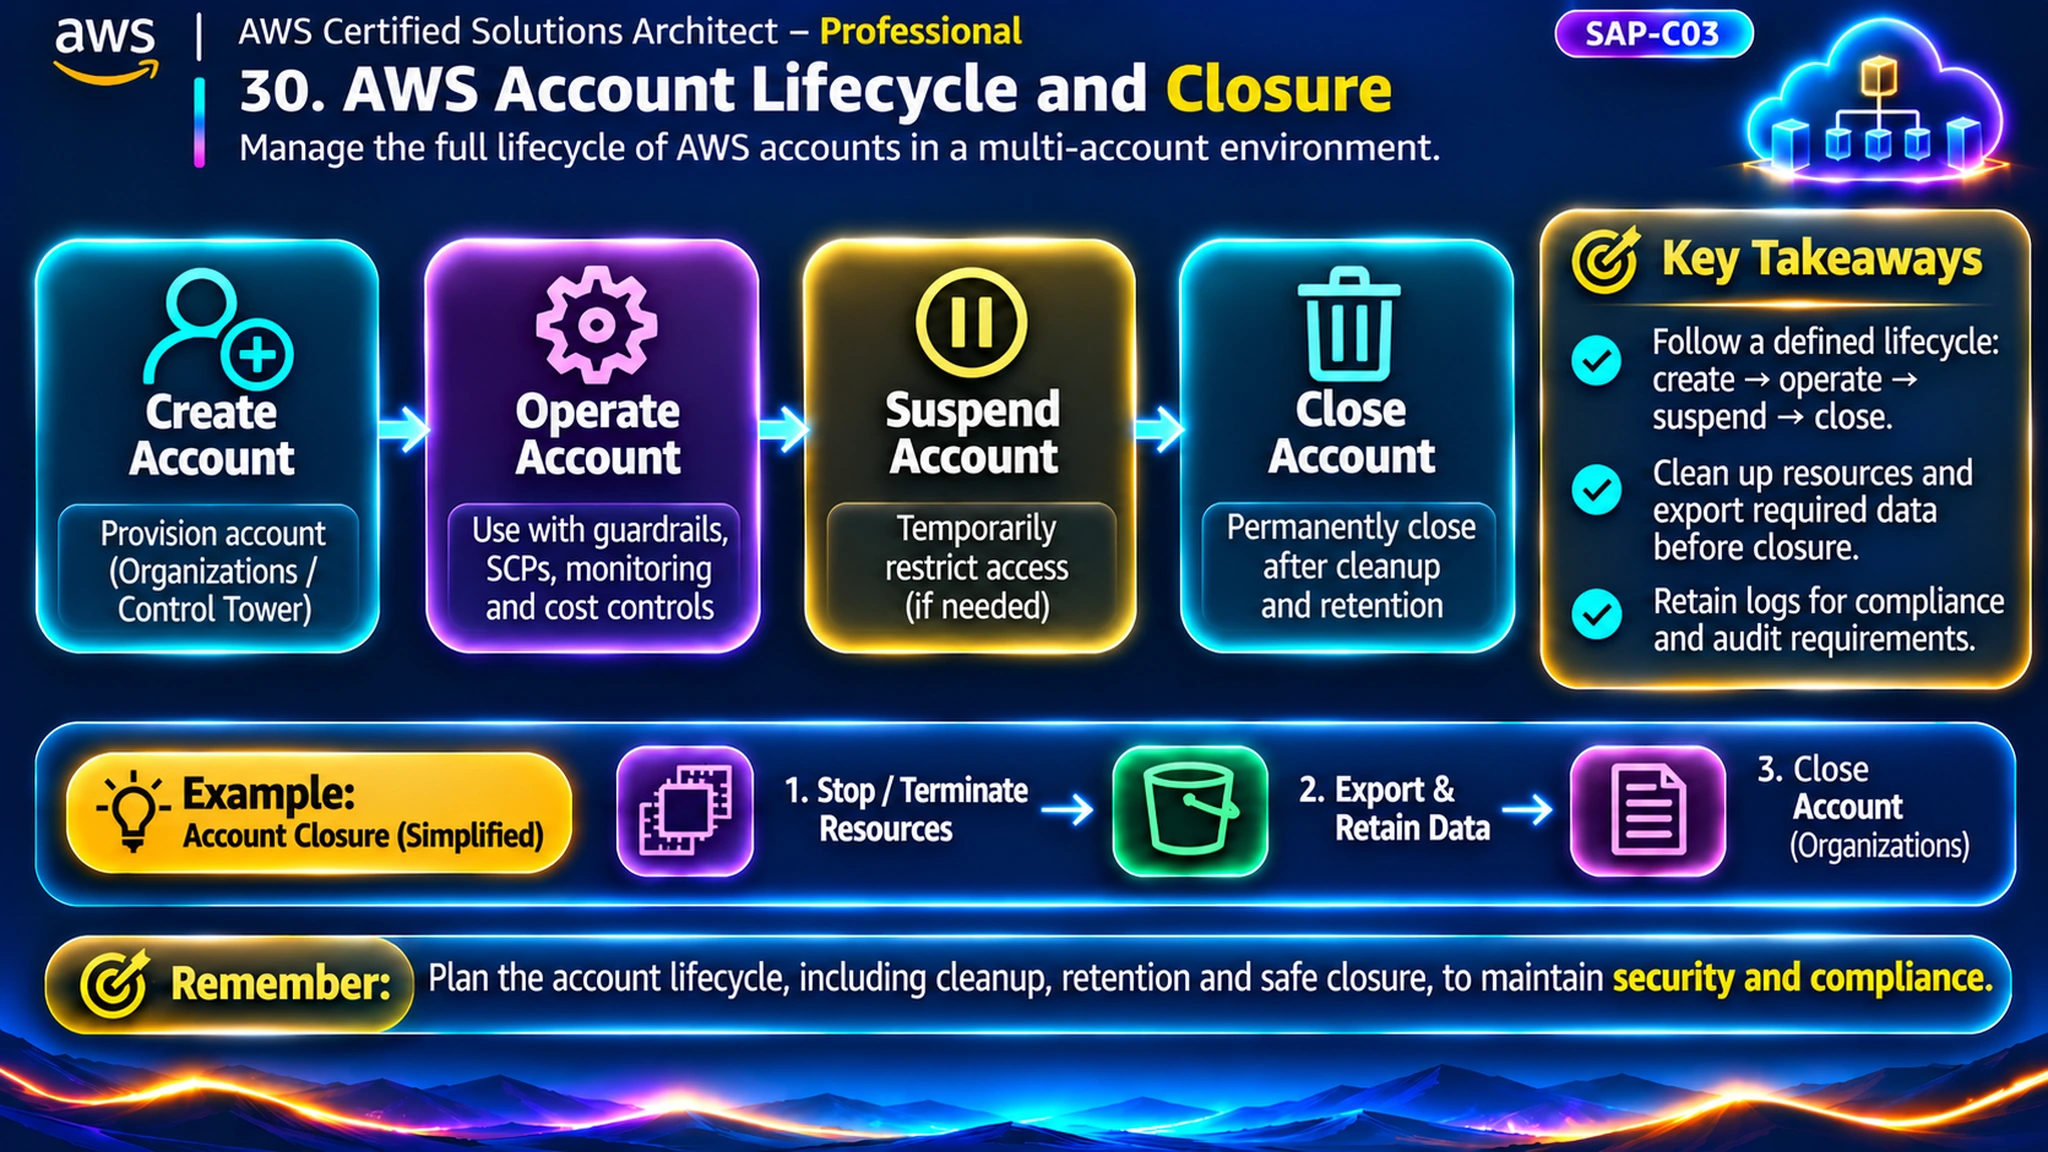 aws
AWS Certified Solutions Architect – Professional
SAP-C03
30. AWS Account Lifecycle and Closure
Manage the full lifecycle of AWS accounts in a multi-account environment.
Create
Account
Provision account
(Organizations /
Control Tower)
Operate
Account
Use with guardrails,
SCPs, monitoring
and cost controls
Suspend
Account
Temporarily
restrict access
(if needed)
Close
Account
Permanently close
after cleanup
and retention
Key Takeaways
Follow a defined lifecycle:
create → operate →
suspend → close.
Clean up resources and
export required data
before closure.
Retain logs for compliance
and audit requirements.
Example:
Account Closure (Simplified)
1. Stop / Terminate
Resources
2. Export &
Retain Data
3. Close
Account
(Organizations)
Remember:
Plan the account lifecycle, including cleanup, retention and safe closure, to maintain security and compliance.